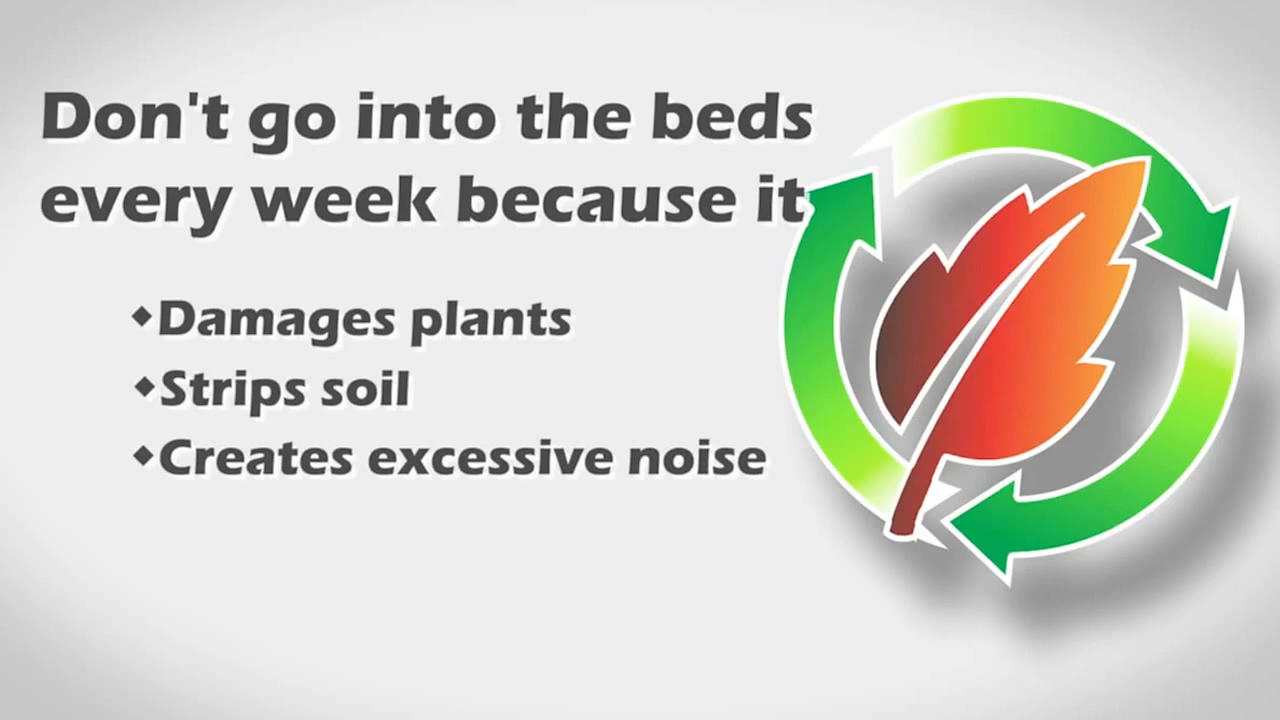 Don't go into the beds
every week because it
◆Damages plants
◆Strips soil
◆Creates excessive noise